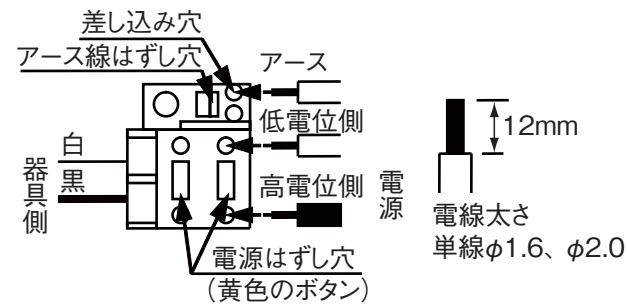 差し込み穴
アース線はずし穴
アース
低電位側
白
黒
器具側
高電位側
電源
電源はずし穴
(黄色のボタン)
12mm
電線太さ
単線φ1.6、φ2.0